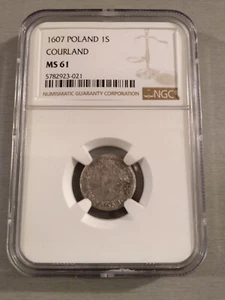 1607 POLAND 1S
COURLAND
MS 61
5782923-021
NUMISMATIC GUARANTY CORPORATION
NGC